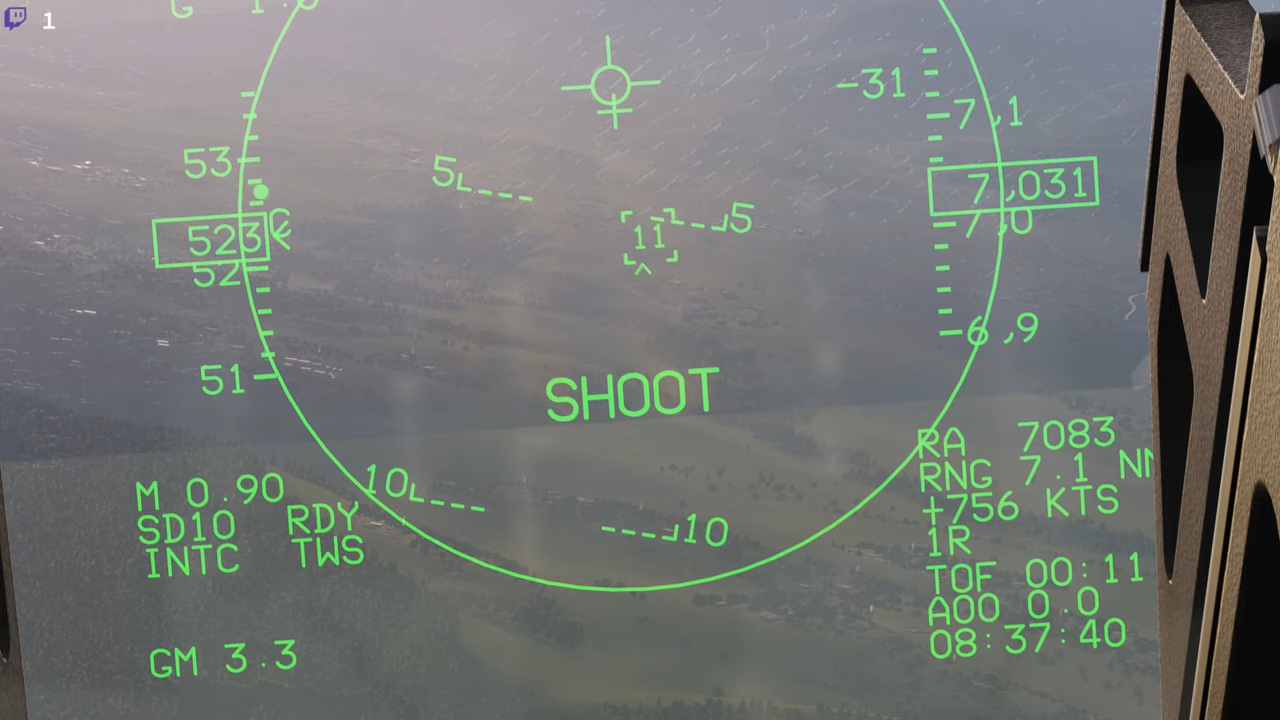 1
G 1.0
53
523
52
51
C
5
5
11
2
-31
7,1
7,031
7,0
6,9
SHOOT
10
10
M 0.90
SD10 RDY
INTC TWS
GM 3.3
RA 7083
RNG 7.1
+756 KTS
1R
TOF 00:11
AOO 0.0
08:37:40